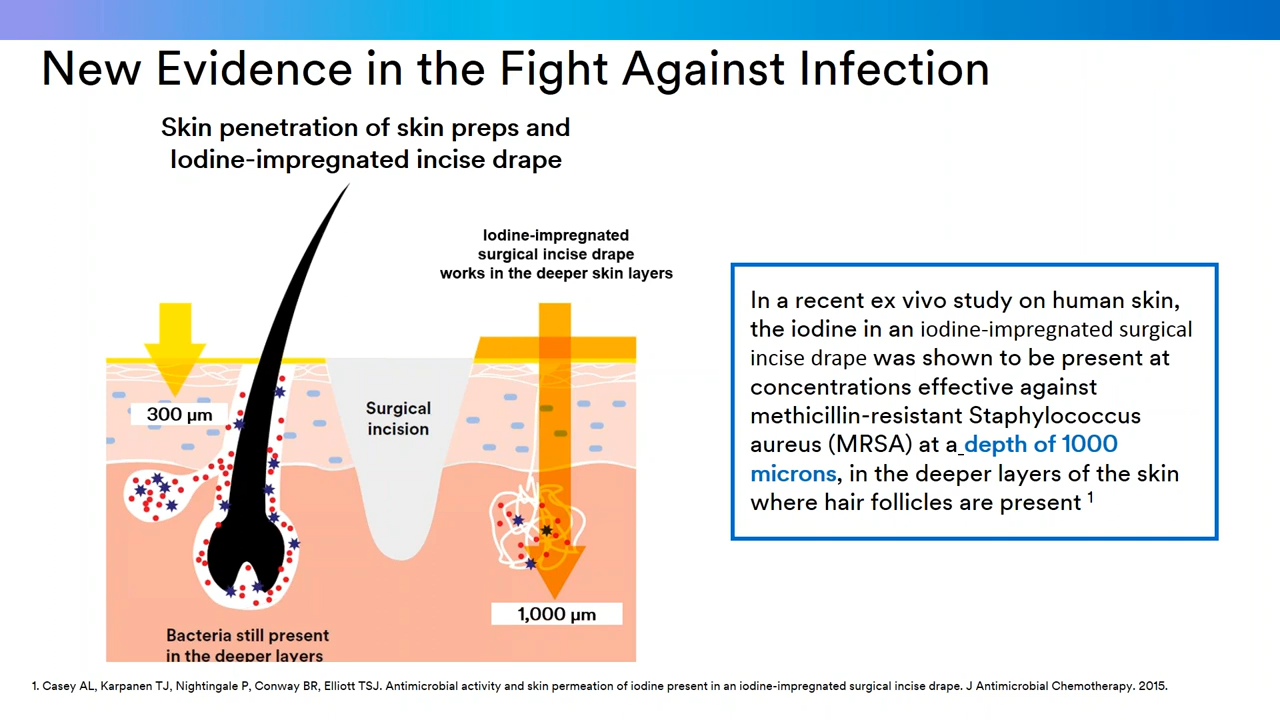 New Evidence in the Fight Against Infection
Skin penetration of skin preps and
Iodine-impregnated incise drape
Iodine-impregnated
surgical incise drape
works in the deeper skin layers
300 µm
Surgical
incision
1,000 µm
Bacteria still present
in the deeper layers
In a recent ex vivo study on human skin,
the iodine in an iodine-impregnated surgical
incise drape was shown to be present at
concentrations effective against
methicillin-resistant Staphylococcus
aureus (MRSA) at a depth of 1000
microns, in the deeper layers of the skin
where hair follicles are present 1
1. Casey AL, Karpanen TJ, Nightingale P, Conway BR, Elliott TSJ. Antimicrobial activity and skin permeation of iodine present in an iodine-impregnated surgical incise drape. J Antimicrobial Chemotherapy. 2015.